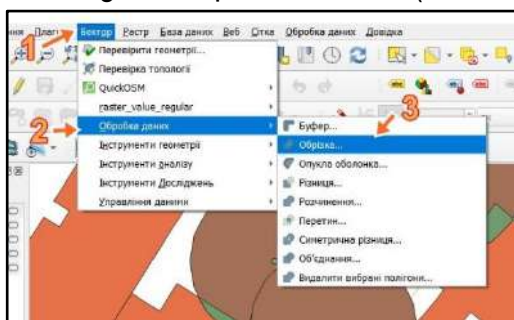 Вектор Растр База даних Веб Сітка Обробка даних Довідка
1
Перевірити геометрії...
Перевірка топології
QuickOSM
raster_value_regular
2
Обробка даних
Інструменти геометрії
Інструменти аналізу
Інструменти Досліджень
Управління даними
3
Буфер...
Обрізка...
Опукла оболонка...
Різниця...
Розчинення...
Перетин...
Симетрична різниця...
Об'єднання...
Видалити вибрані полігони...